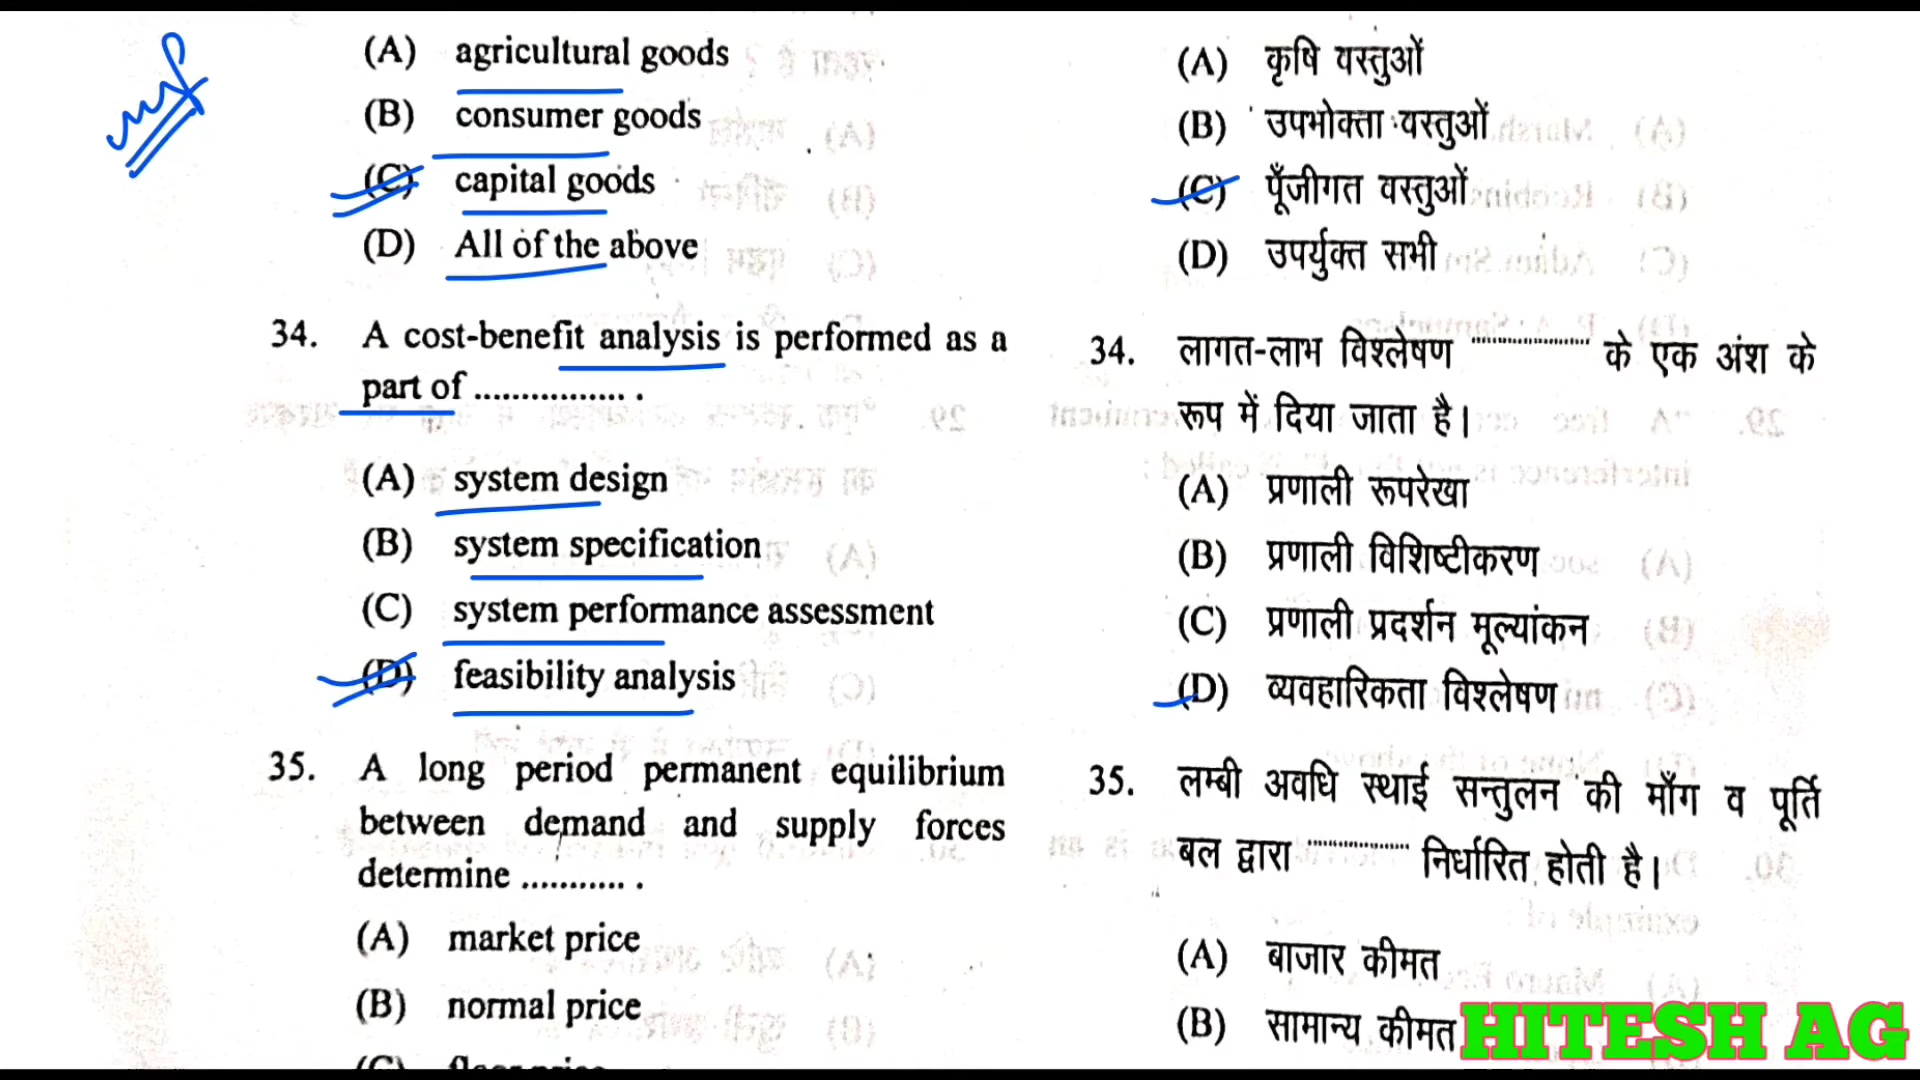 (A) agricultural goods
(B) consumer goods
(C) capital goods
(D) All of the above
34. A cost-benefit analysis is performed as a
part of ................ .
(A) system design
(B) system specification
(C) system performance assessment
(D) feasibility analysis
35. A long period permanent equilibrium
between demand and supply forces
determine ........... .
(A) market price
(B) normal price
(C) floor price
(A) कृषि वस्तुओं
(B) उपभोक्ता वस्तुओं
(C) पूँजीगत वस्तुओं
(D) उपर्युक्त सभी
34. लागत-लाभ विश्लेषण .................... के एक अंश के
रूप में दिया जाता है।
(A) प्रणाली रूपरेखा
(B) प्रणाली विशिष्टीकरण
(C) प्रणाली प्रदर्शन मूल्यांकन
(D) व्यवहारिकता विश्लेषण
35. लम्बी अवधि स्थाई सन्तुलन की माँग व पूर्ति
बल द्वारा .................. निर्धारित होती है।
(A) बाजार कीमत
(B) सामान्य कीमत
HITESH AG